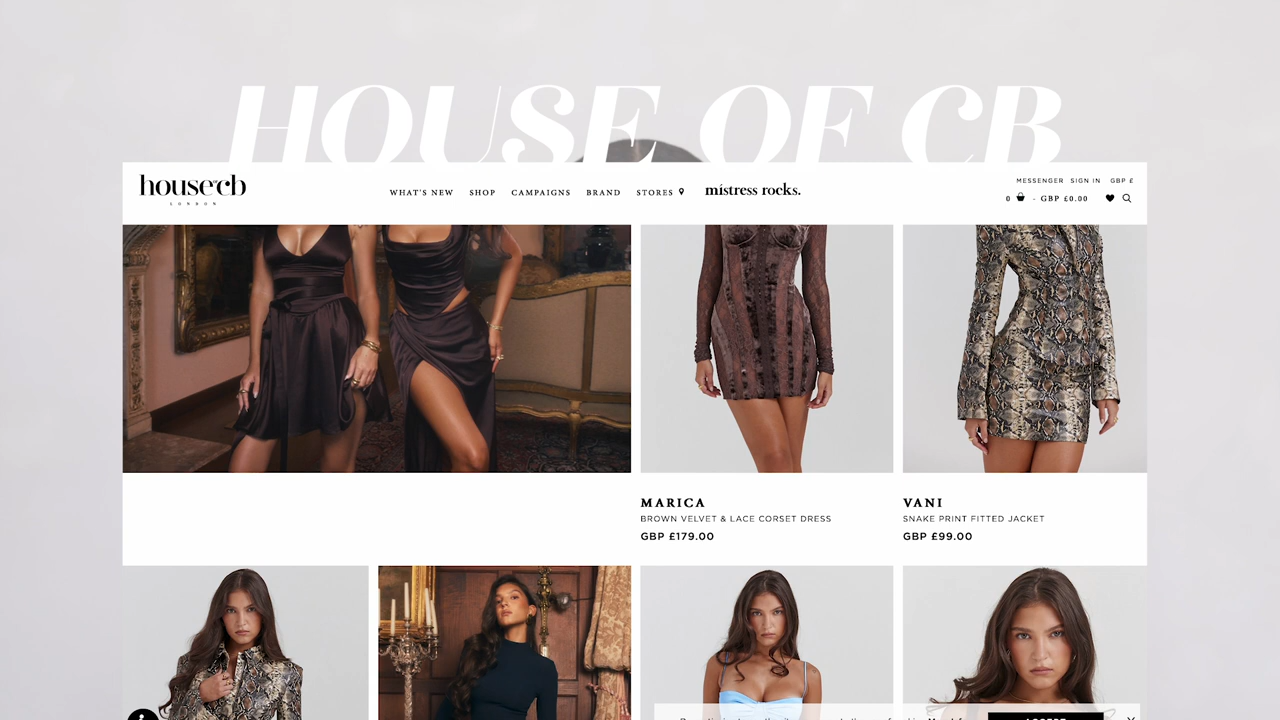 HOUSE OF CB
house cb
LONDON
WHAT'S NEW SHOP CAMPAIGNS BRAND STORES mistress rocks.
MESSENGER SIGN IN GBP £
0 - GBP £0.00
MARICA
BROWN VELVET & LACE CORSET DRESS
GBP £179.00
VANI
SNAKE PRINT FITTED JACKET
GBP £99.00